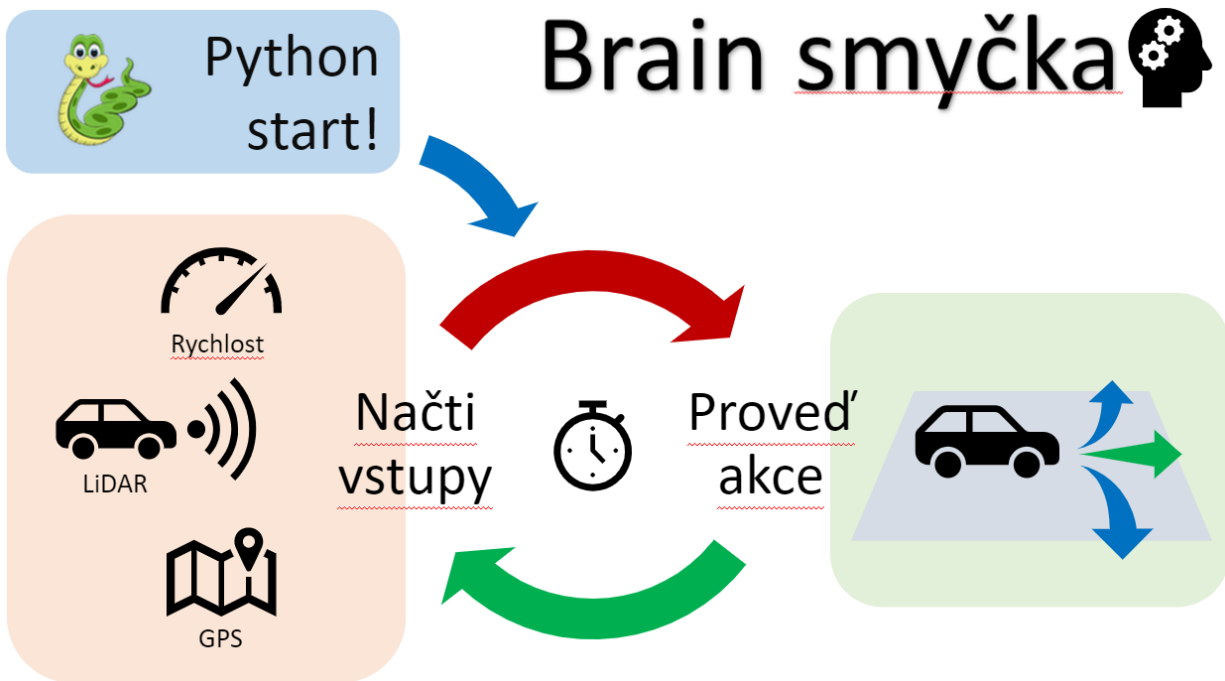 Python
start!
Brain smyčka
Rychlost
LiDAR
GPS
Načti
vstupy
Proveď
akce